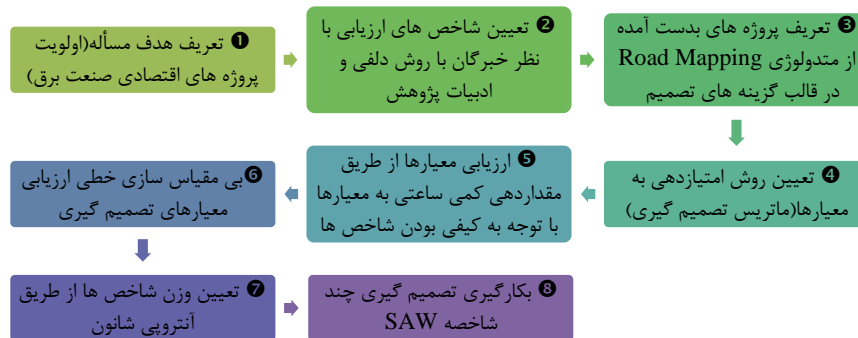 ❶ تعریف هدف مسأله(اولویت
پروژه های اقتصادی صنعت برق)
❷ تعیین شاخص های ارزیابی با
نظر خبرگان با روش دلفی و
ادبیات پژوهش
❸ تعریف پروژه های بدست آمده
از متدولوژی Road Mapping
در قالب گزینه های تصمیم
❹ تعیین روش امتیازدهی به
معیارها(ماتریس تصمیم گیری)
❺ ارزیابی معیارها از طریق
مقداردهی کمی ساعتی به معیارها
با توجه به کیفی بودن شاخص ها
❻بی مقیاس سازی خطی ارزیابی
معیارهای تصمیم گیری
❼ تعیین وزن شاخص ها از طریق
آنتروپی شانون
❽ بکارگیری تصمیم گیری چند
شاخصه SAW